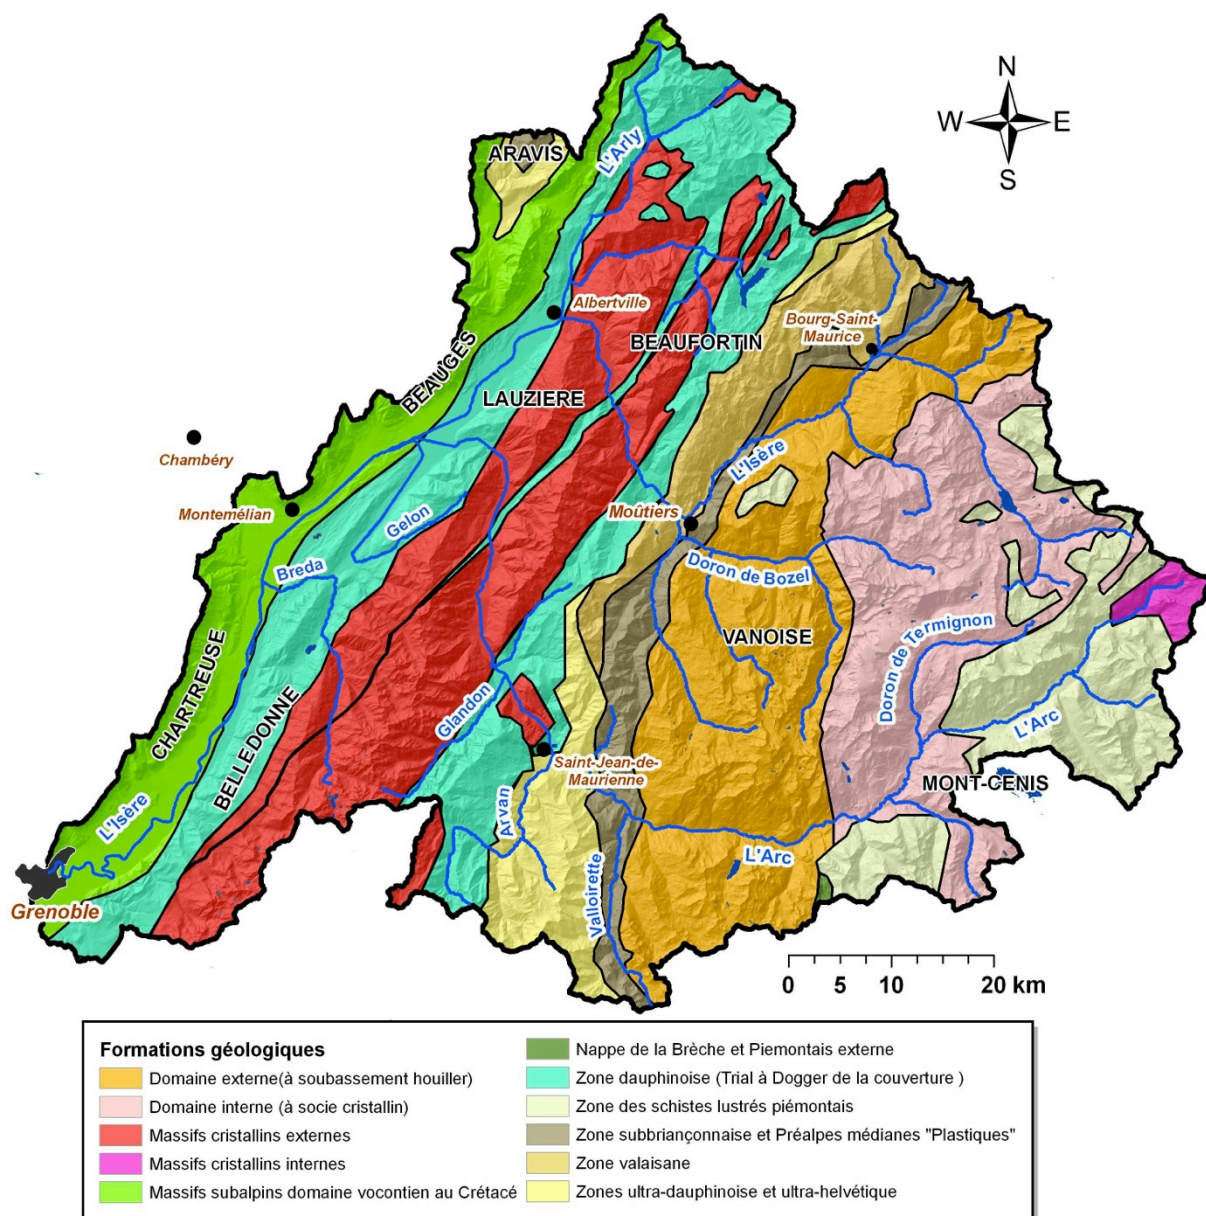 N
W E
S
ARAVIS
L'Arly
Albertville
Bourg-Saint-
Maurice
BEAUFORTIN
BEAUGES
LAUZIERE
Chambéry
L'Isère
Montemélian
Gelon
Moûtiers
Breda
Doron de Bozel
VANOISE
Doron de Termignon
CHARTREUSE
BELLEDONNE
Glandon
L'Arc
Saint-Jean-de-
Maurienne
MONT-CENIS
L'Isère
Arvan
L'Arc
Valloirette
Grenoble
0 5 10 20 km
Formations géologiques
Domaine externe(à soubassement houiller)
Domaine interne (à socie cristallin)
Massifs cristallins externes
Massifs cristallins internes
Massifs subalpins domaine vocontien au Crétacé
Nappe de la Brèche et Piemontais externe
Zone dauphinoise (Trial à Dogger de la couverture )
Zone des schistes lustrés piémontais
Zone subbriançonnaise et Préalpes médianes "Plastiques"
Zone valaisane
Zones ultra-dauphinoise et ultra-helvétique